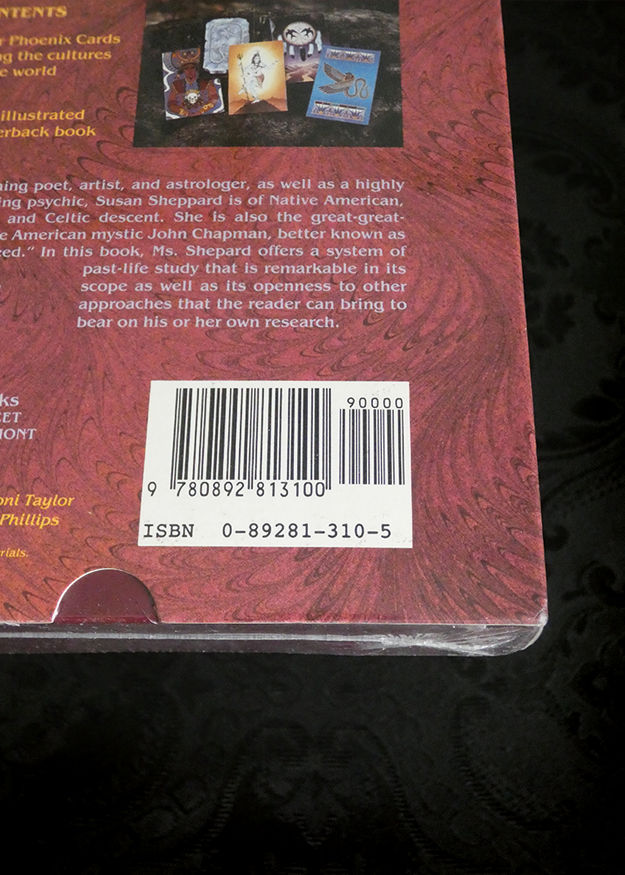 NTENTS
r Phoenix Cards
ng the cultures
e world
illustrated
erback book
ning poet, artist, and astrologer, as well as a highly
ing psychic, Susan Sheppard is of Native American,
and Celtic descent. She is also the great-great-
e American mystic John Chapman, better known as
eed." In this book, Ms. Shepard offers a system of
past-life study that is remarkable in its
scope as well as its openness to other
approaches that the reader can bring to
bear on his or her own research.
ks
EET
MONT
90000
9 780892 813100
ISBN 0-89281-310-5
oni Taylor
Phillips
rials.